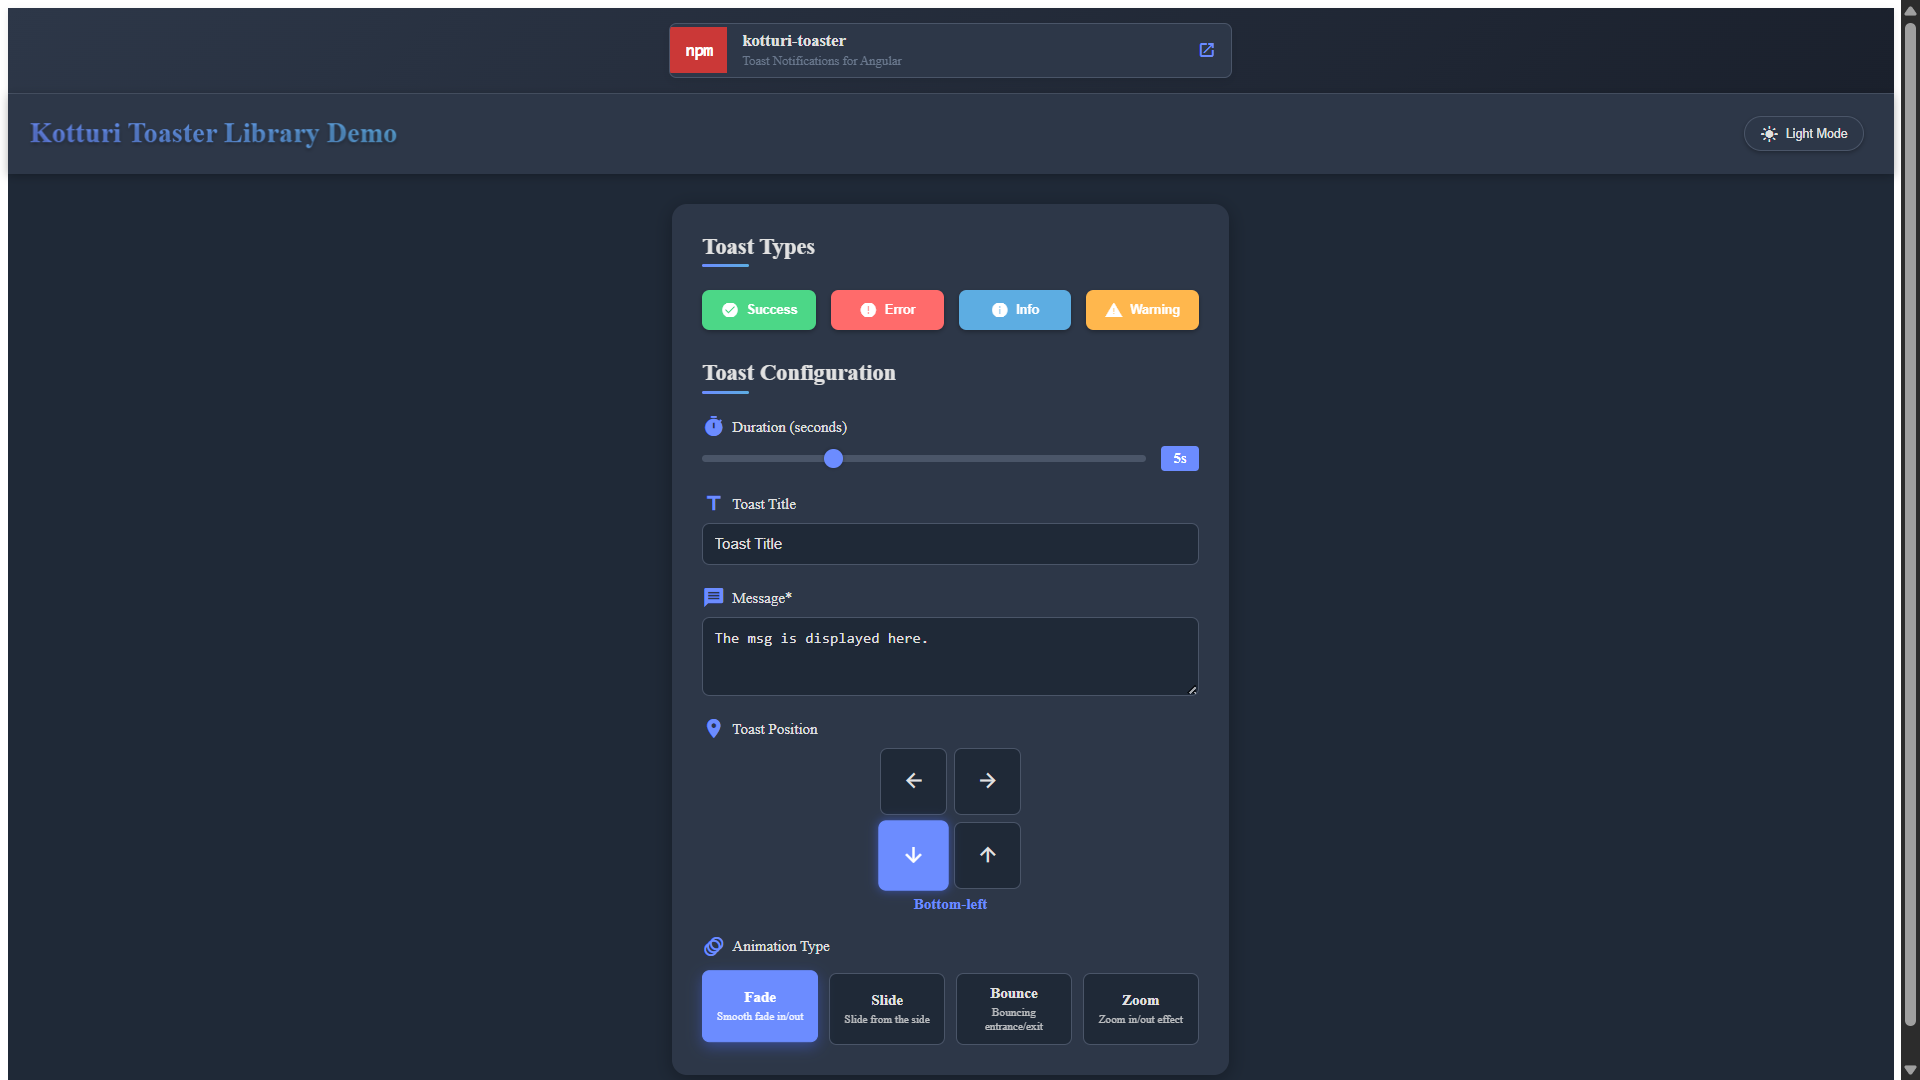 npm
kotturi-toaster
Toast Notifications for Angular
Kotturi Toaster Library Demo
Light Mode
Toast Types
Success
Error
Info
Warning
Toast Configuration
Duration (seconds)
5s
Toast Title
Toast Title
Message*
The msg is displayed here.
Toast Position
Bottom-left
Animation Type
Fade
Smooth fade in/out
Slide
Slide from the side
Bounce
Bouncing
entrance/exit
Zoom
Zoom in/out effect